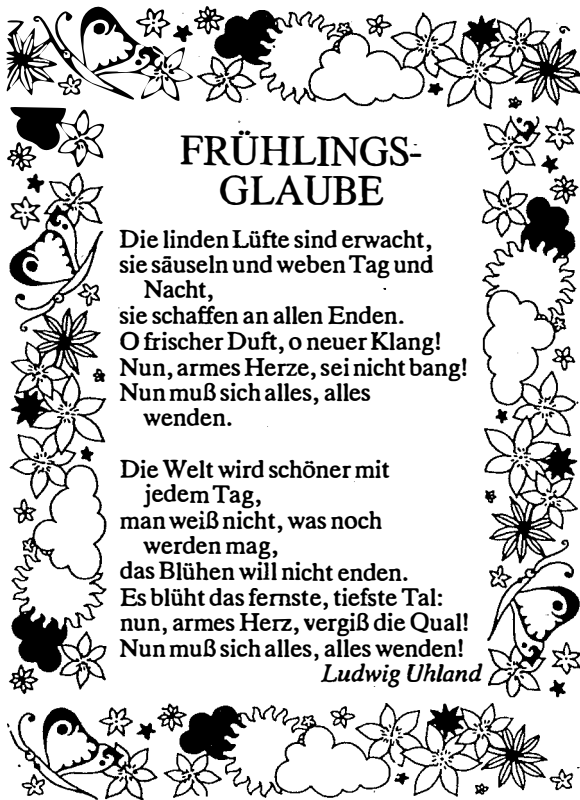 FRÜHLINGS-
GLAUBE
Die linden Lüfte sind erwacht,
sie säuseln und weben Tag und
Nacht,
sie schaffen an allen Enden.
O frischer Duft, o neuer Klang!
Nun, armes Herze, sei nicht bang!
Nun muß sich alles, alles
wenden.
Die Welt wird schöner mit
jedem Tag,
man weiß nicht, was noch
werden mag,
das Blühen will nicht enden.
Es blüht das fernste, tiefste Tal:
nun, armes Herz, vergiß die Qual!
Nun muß sich alles, alles wenden!
Ludwig Uhland